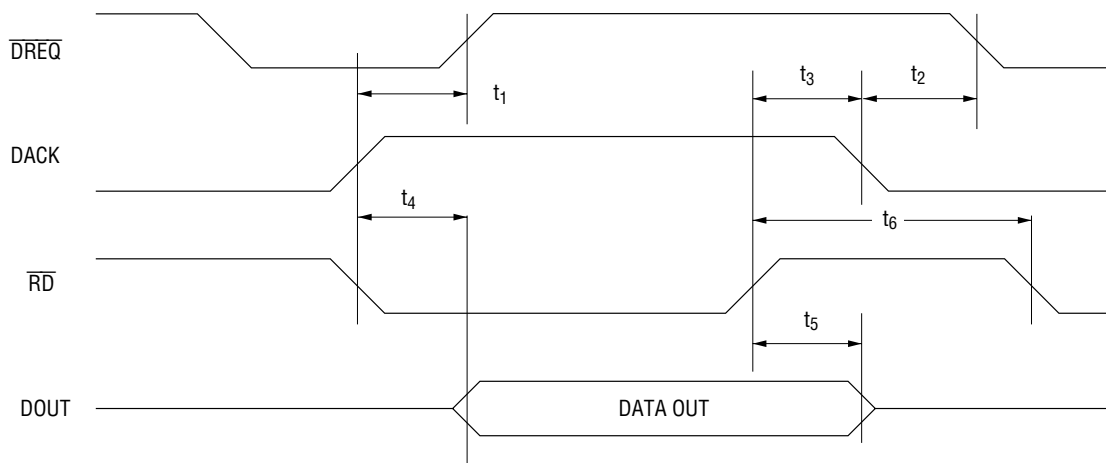 DREQ
t3
t2
t1
DACK
t4
t6
RD
t5
DOUT
DATA OUT